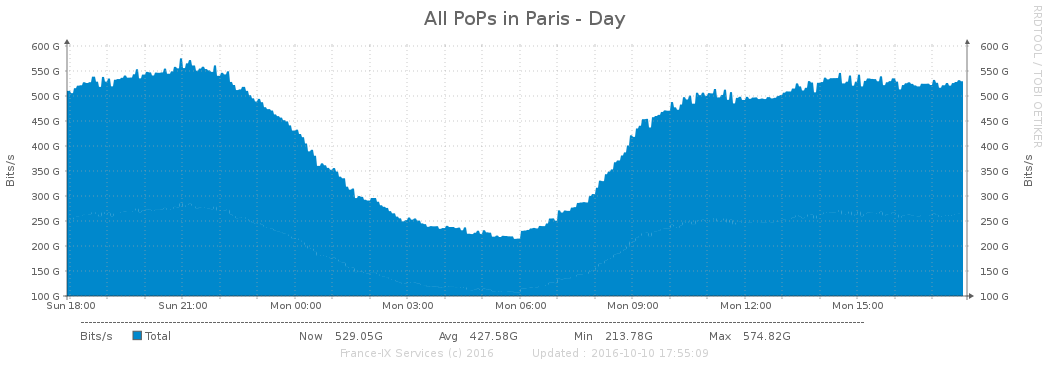 All PoPs in Paris - Day
RRDTOOL / TOBI OETIKER
Bits/s
600 G 600 G
550 G 550 G
500 G 500 G
450 G 450 G
400 G 400 G
350 G 350 G
300 G 300 G
250 G 250 G
200 G 200 G
150 G 150 G
100 G 100 G
Bits/s
Sun 18:00 Sun 21:00 Mon 00:00 Mon 03:00 Mon 06:00 Mon 09:00 Mon 12:00 Mon 15:00
Bits/s Total Now 529.05G Avg 427.58G Min 213.78G Max 574.82G
France-IX Services (c) 2016 Updated : 2016-10-10 17:55:09